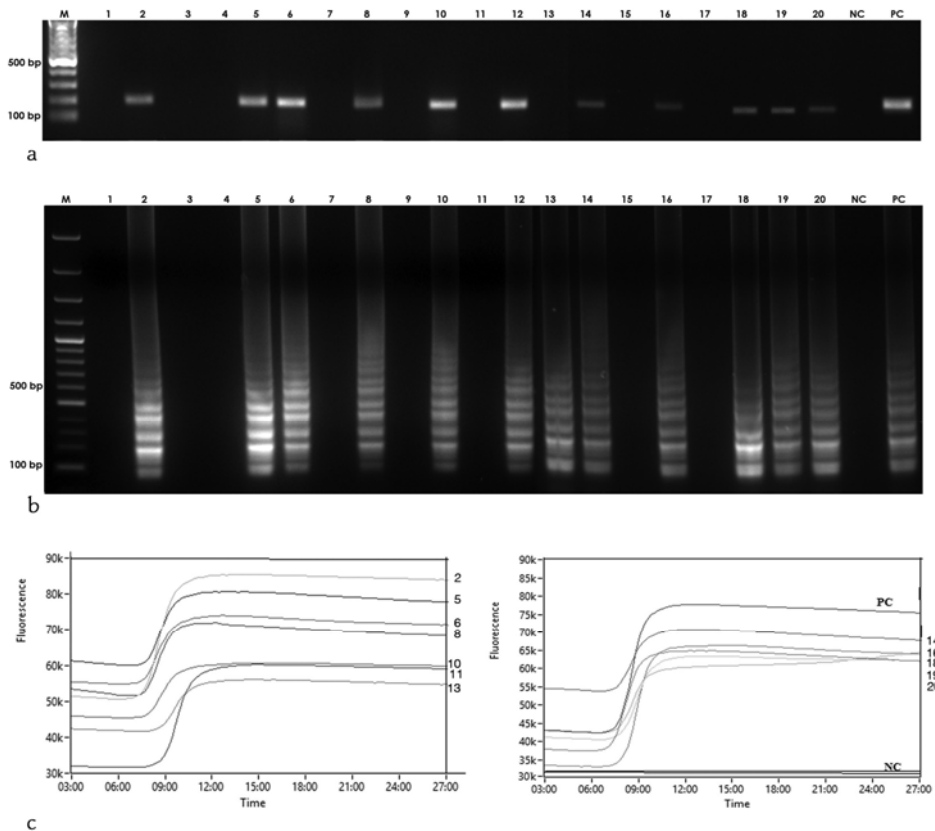 M 1 2 3 4 5 6 7 8 9 10 11 12 13 14 15 16 17 18 19 20 NC PC
500 bp
100 bp
a
M 1 2 3 4 5 6 7 8 9 10 11 12 13 14 15 16 17 18 19 20 NC PC
500 bp
100 bp
b
90k
80k
70k
60k
50k
40k
30k
Fluorescence
03:00 06:00 09:00 12:00 15:00 18:00 21:00 24:00 27:00
Time
2
5
6
8
10
11
13
90k
85k
80k
75k
70k
65k
60k
55k
50k
45k
40k
35k
30k
Fluorescence
03:00 06:00 09:00 12:00 15:00 18:00 21:00 24:00 27:00
Time
PC
14
16
18
19
20
NC
c